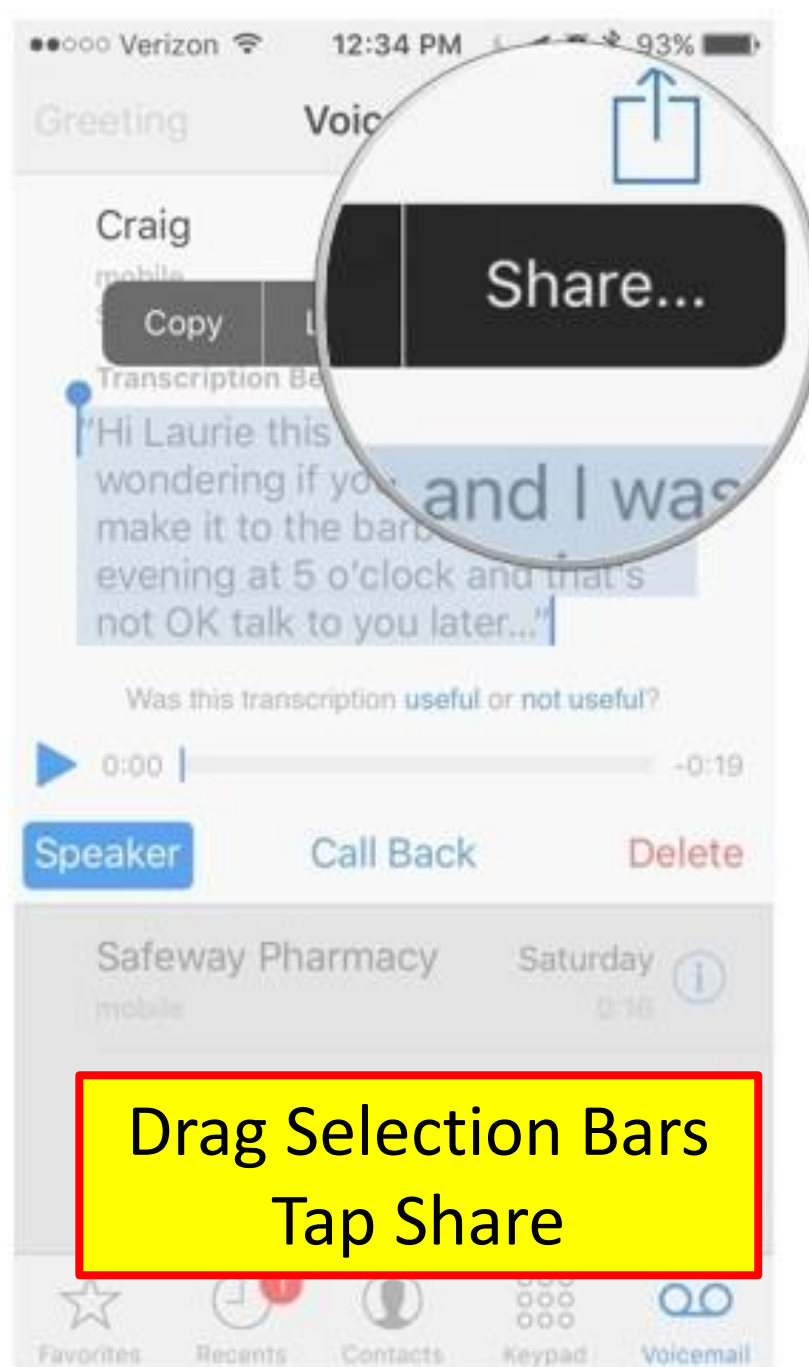 Verizon 12:34 PM 93%
Greeting Voic
Craig
mobile
Copy
Share...
Transcription Be
"Hi Laurie this
and I was
wondering if you
make it to the barb
evening at 5 o'clock and that's
not OK talk to you later..."
Was this transcription useful or not useful?
0:00 -0:19
Speaker Call Back Delete
Safeway Pharmacy Saturday
mobile 0:16
Drag Selection Bars
Tap Share
Favorites Recents Contacts Keypad Voicemail